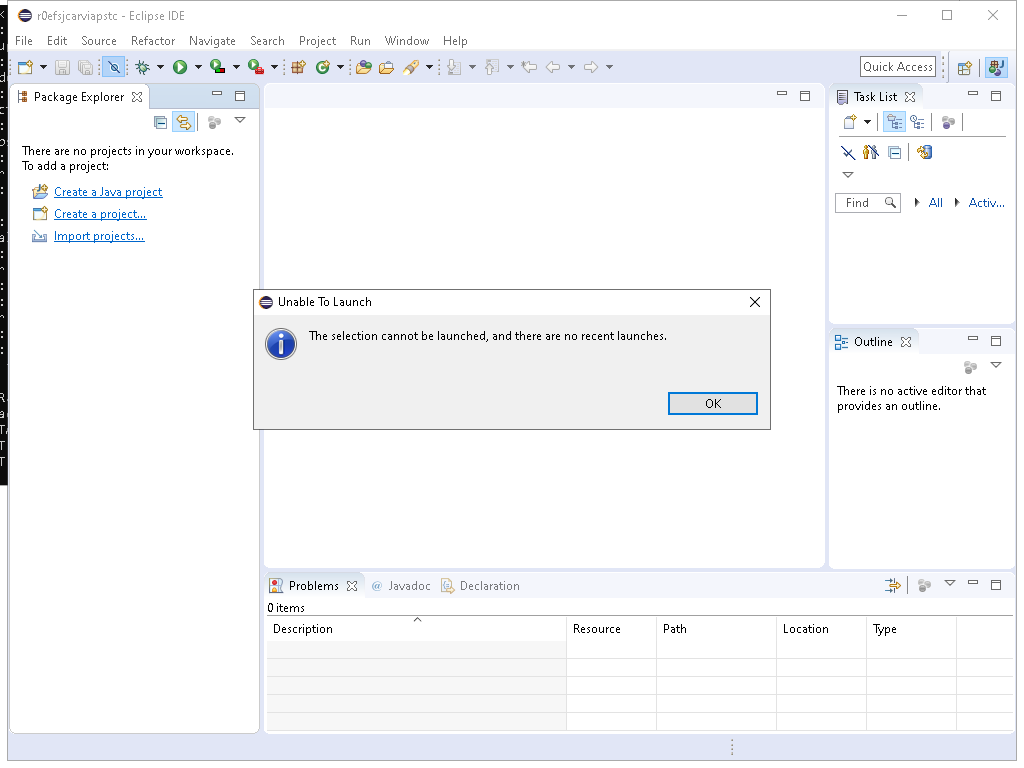 r0efsjcarviapstc - Eclipse IDE
File Edit Source Refactor Navigate Search Project Run Window Help
Quick Access
Package Explorer
There are no projects in your workspace.
To add a project:
Create a Java project
Create a project...
Import projects...
Task List
Find All Activ...
Unable To Launch
The selection cannot be launched, and there are no recent launches.
OK
Outline
There is no active editor that
provides an outline.
Problems @ Javadoc Declaration
0 items
Description Resource Path Location Type